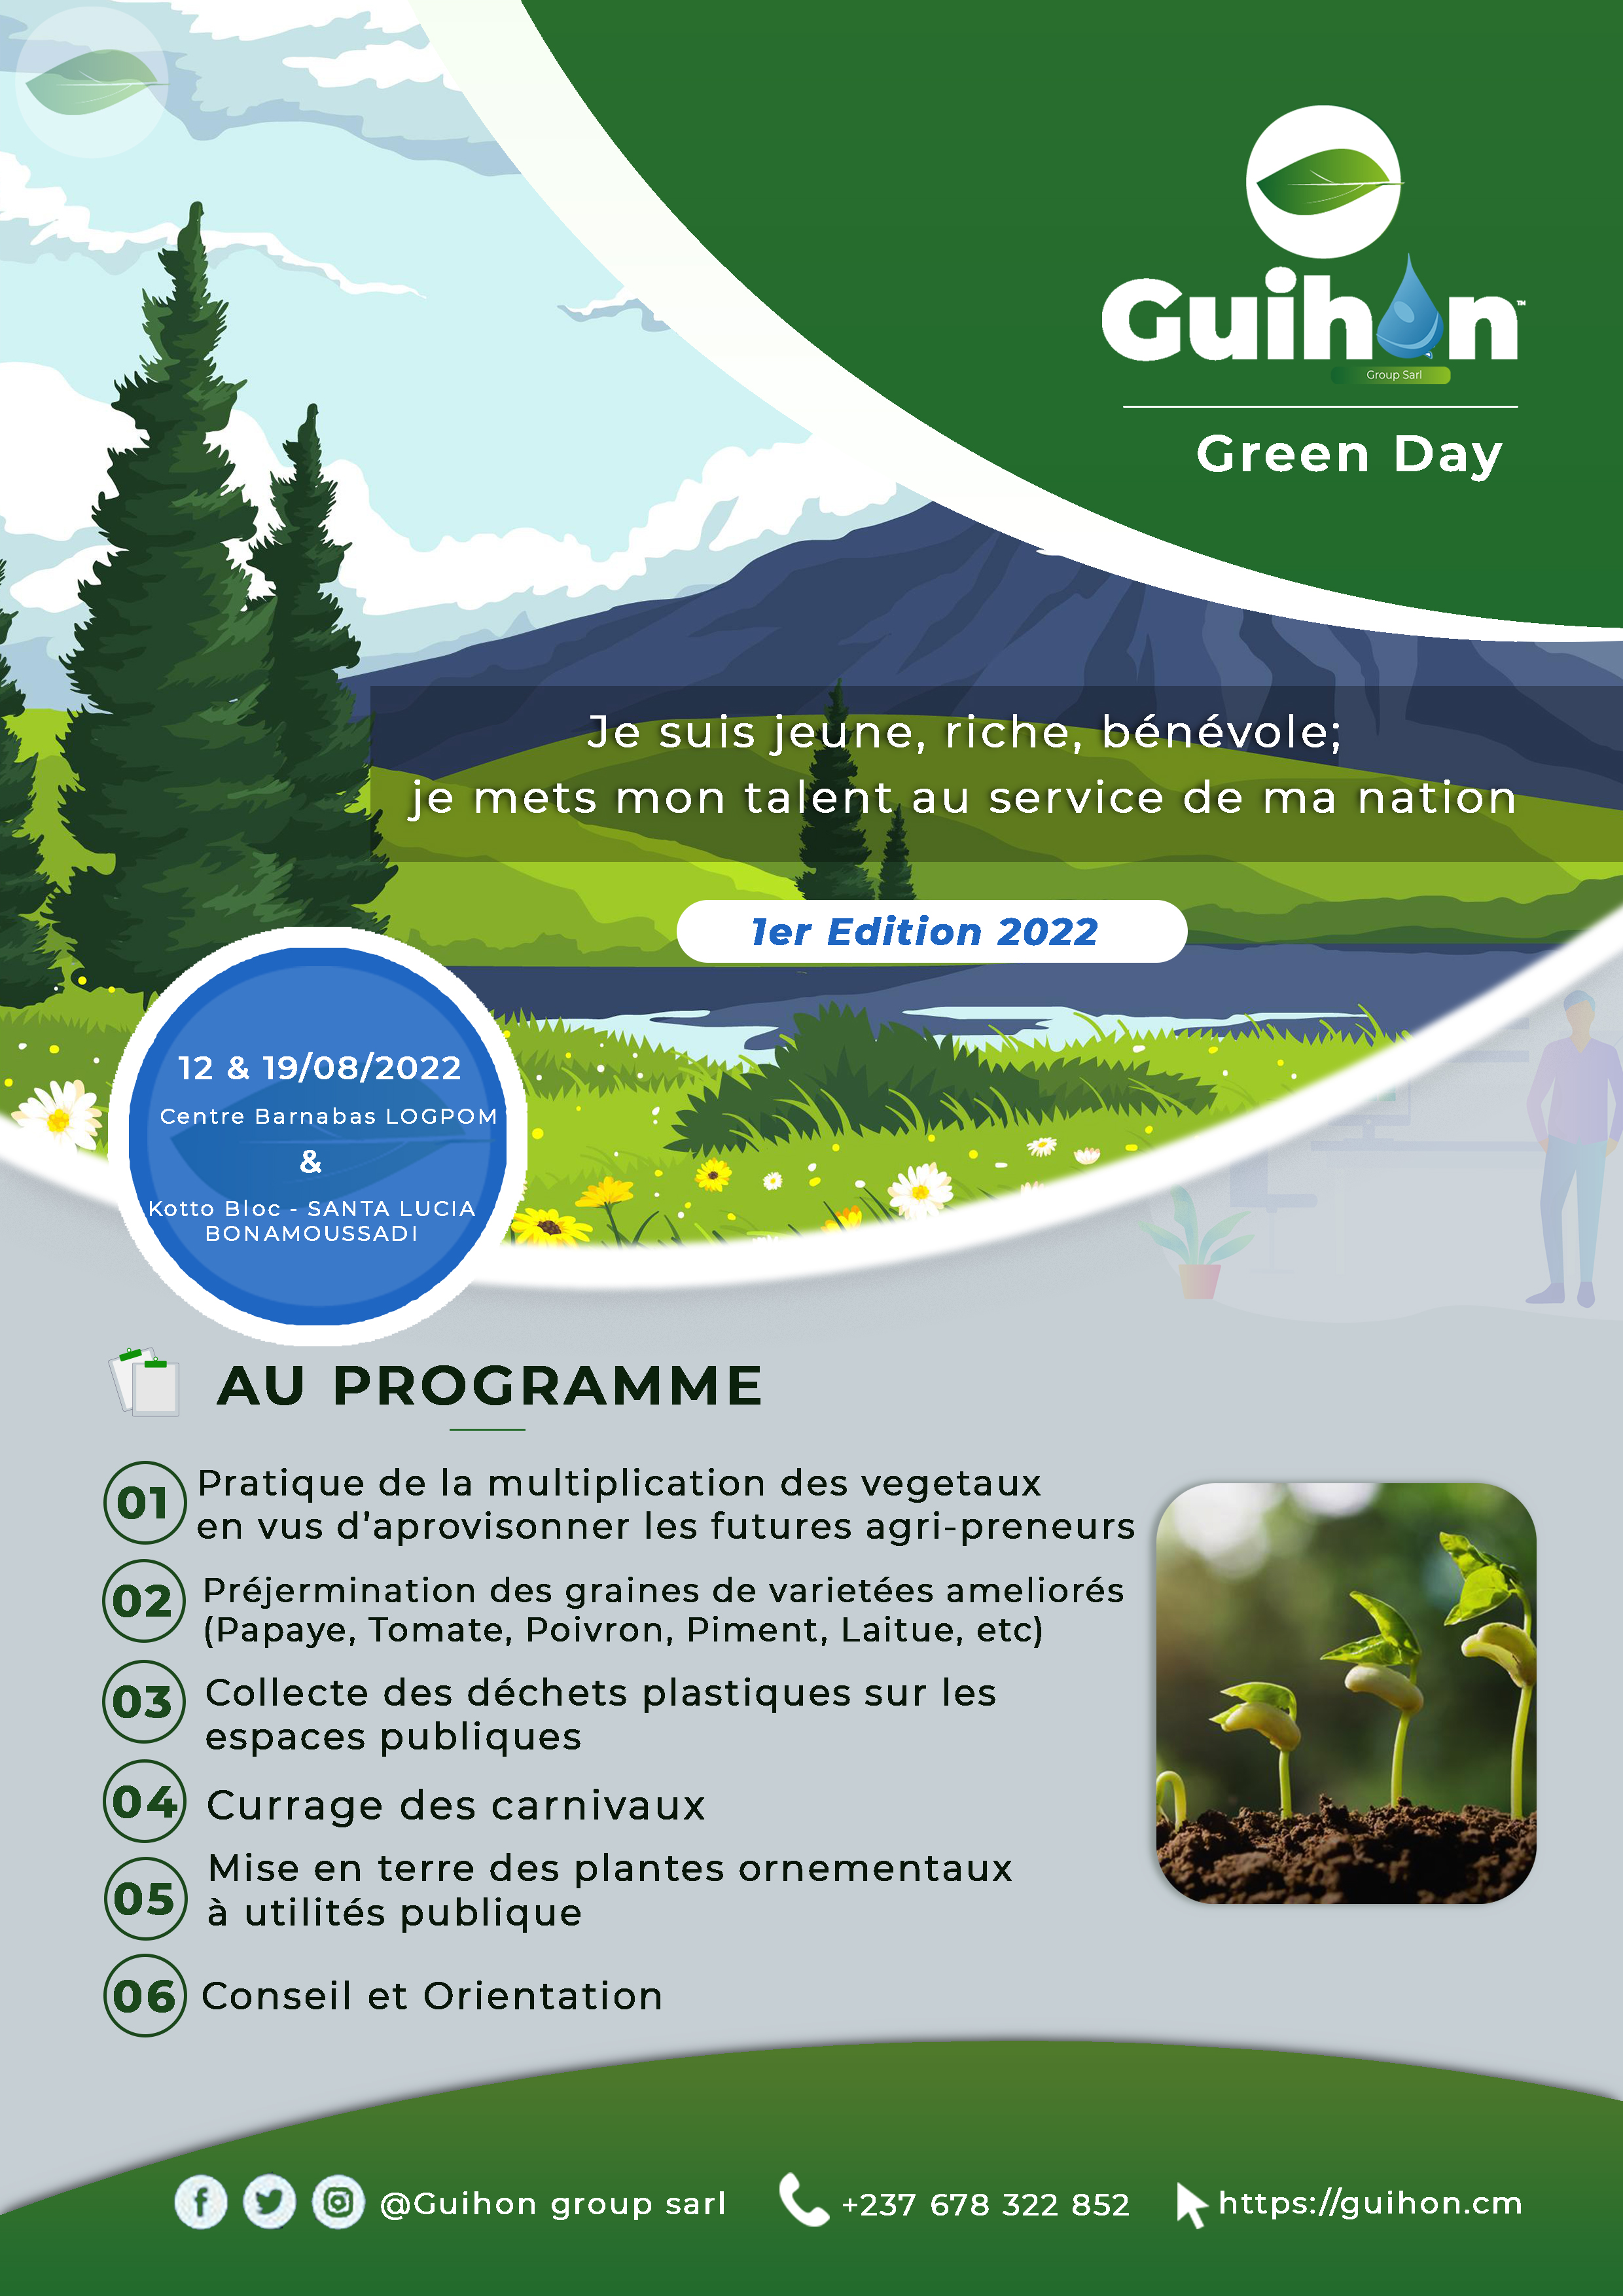 Guihon™
Group Sarl
Green Day
Je suis jeune, riche, bénévole;
je mets mon talent au service de ma nation
1er Edition 2022
12 & 19/08/2022
Centre Barnabas LOGPOM
&
Kotto Bloc - SANTA LUCIA
BONAMOUSSADI
AU PROGRAMME
01 Pratique de la multiplication des vegetaux
en vus d’aprovisonner les futures agri-preneurs
02 Préjermination des graines de varietées ameliorés
(Papaye, Tomate, Poivron, Piment, Laitue, etc)
03 Collecte des déchets plastiques sur les
espaces publiques
04 Currage des carnivaux
05 Mise en terre des plantes ornementaux
à utilités publique
06 Conseil et Orientation
@Guihon group sarl +237 678 322 852 https://guihon.cm